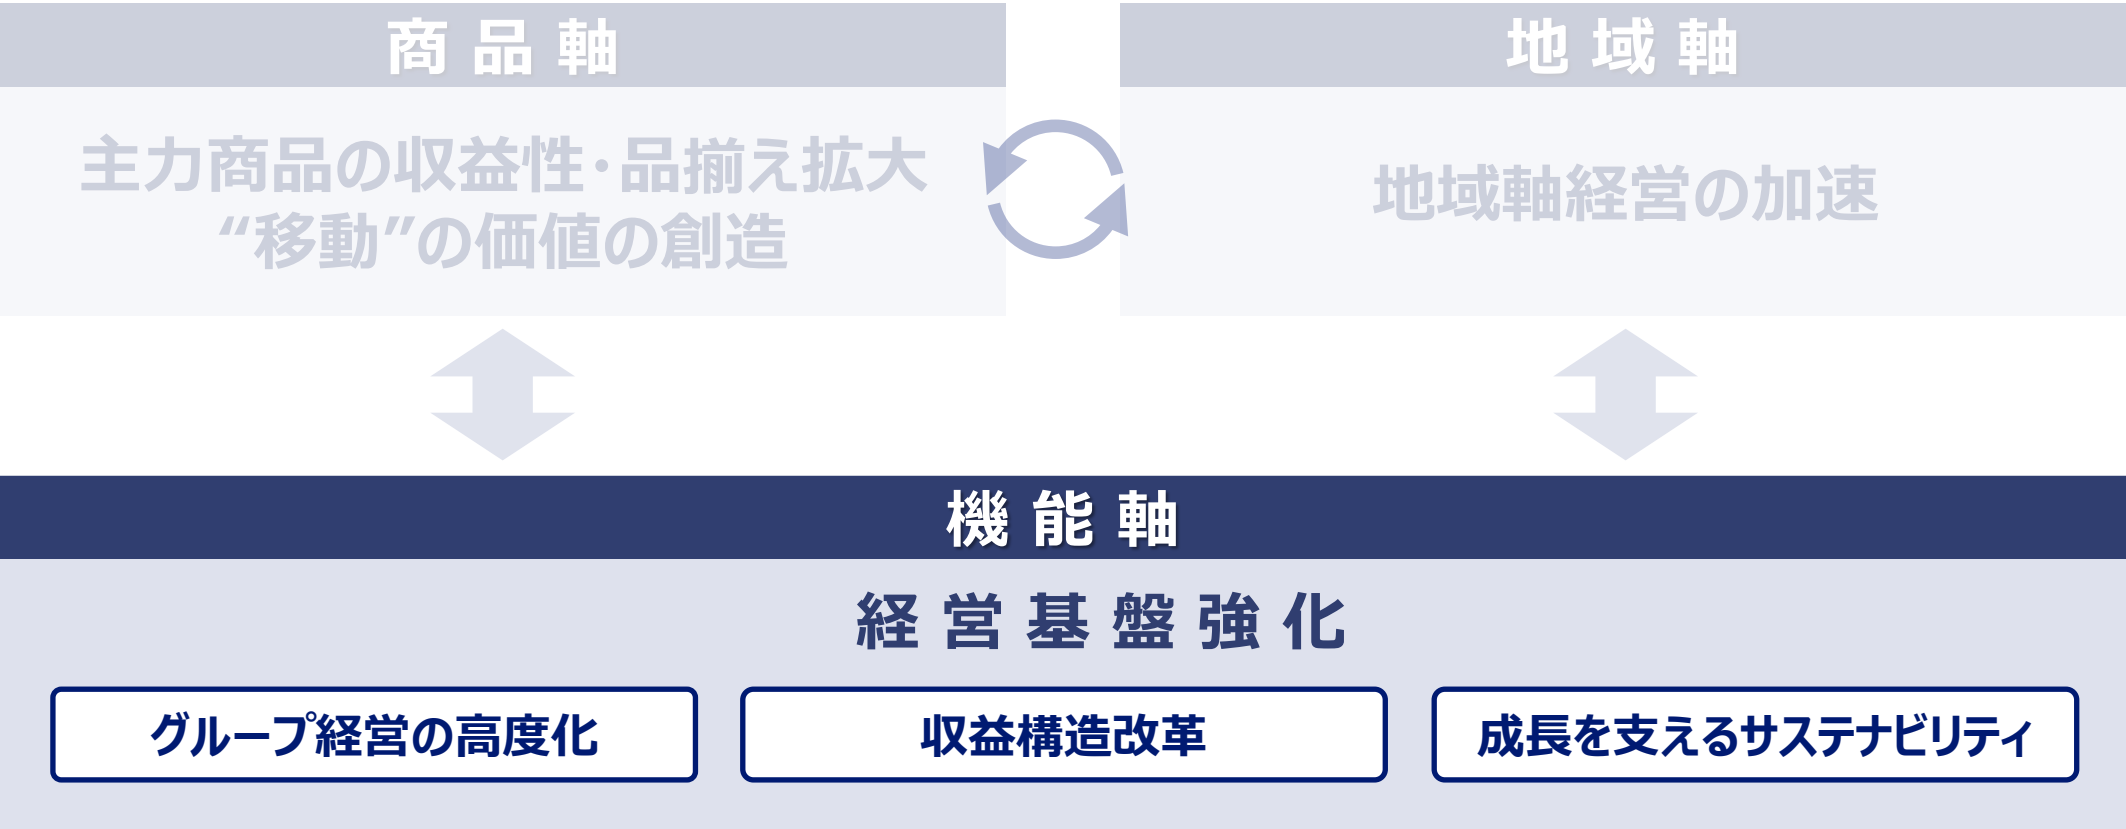 商品軸
地域軸
主力商品の収益性・品揃え拡大
“移動”の価値の創造
地域軸経営の加速
機能軸
経営基盤強化
グループ経営の高度化
収益構造改革
成長を支えるサステナビリティ